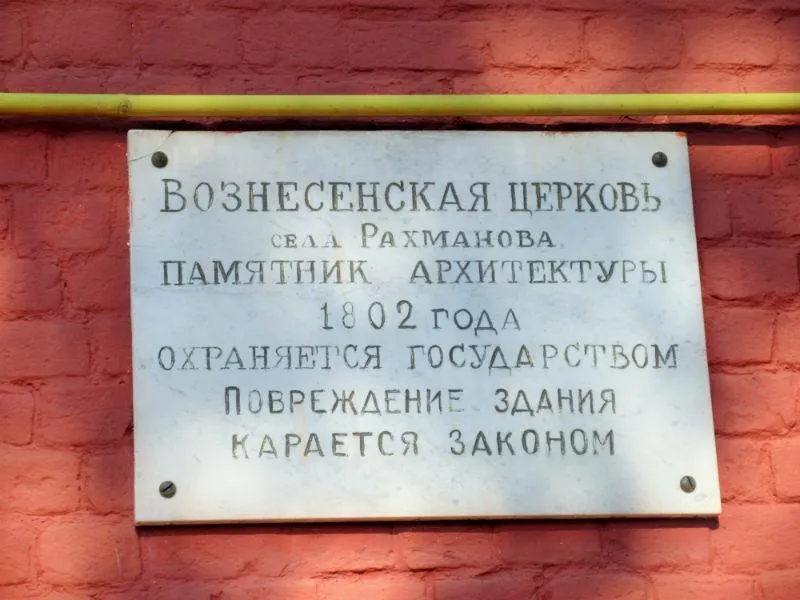 ВОЗНЕСЕНСКАЯ ЦЕРКОВЬ
СЕЛА РАХМАНОВА
ПАМЯТНИК АРХИТЕКТУРЫ
1802 ГОДА
ОХРАНЯЕТСЯ ГОСУДАРСТВОМ
ПОВРЕЖДЕНИЕ ЗДАНИЯ
КАРАЕТСЯ ЗАКОНОМ